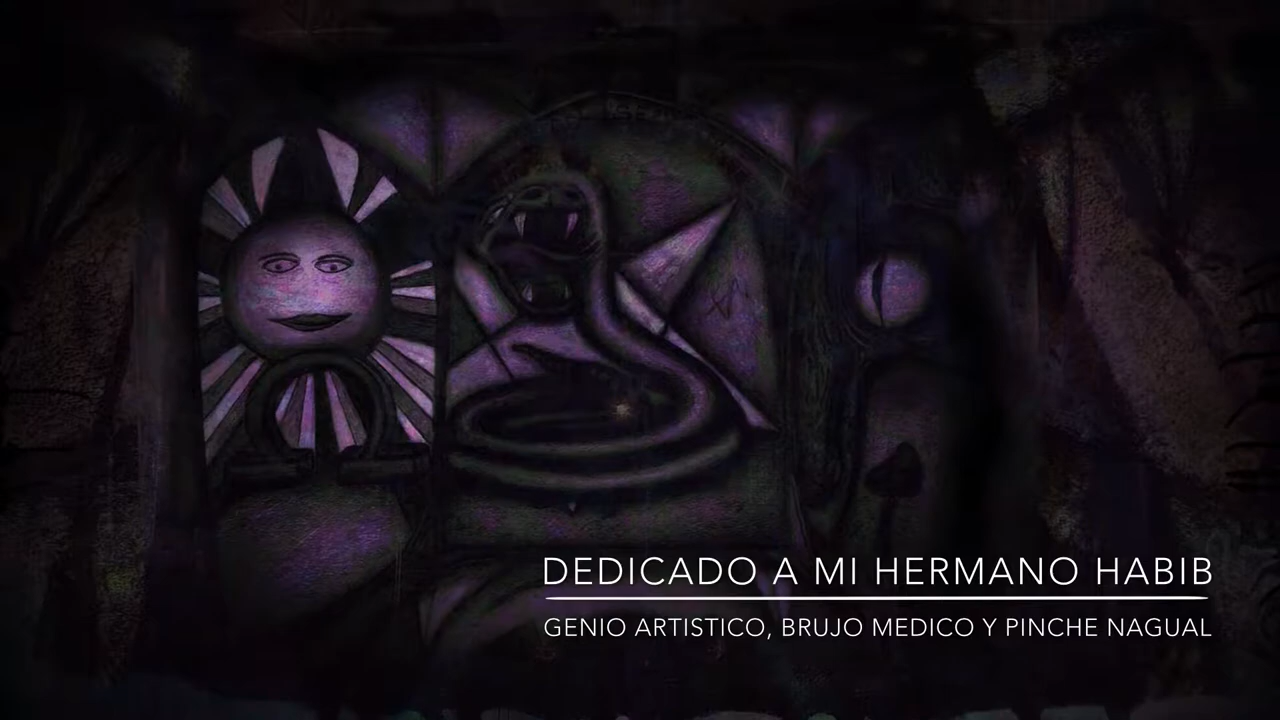 DEDICADO A MI HERMANO HABIB
GENIO ARTISTICO, BRUJO MEDICO Y PINCHE NAGUAL